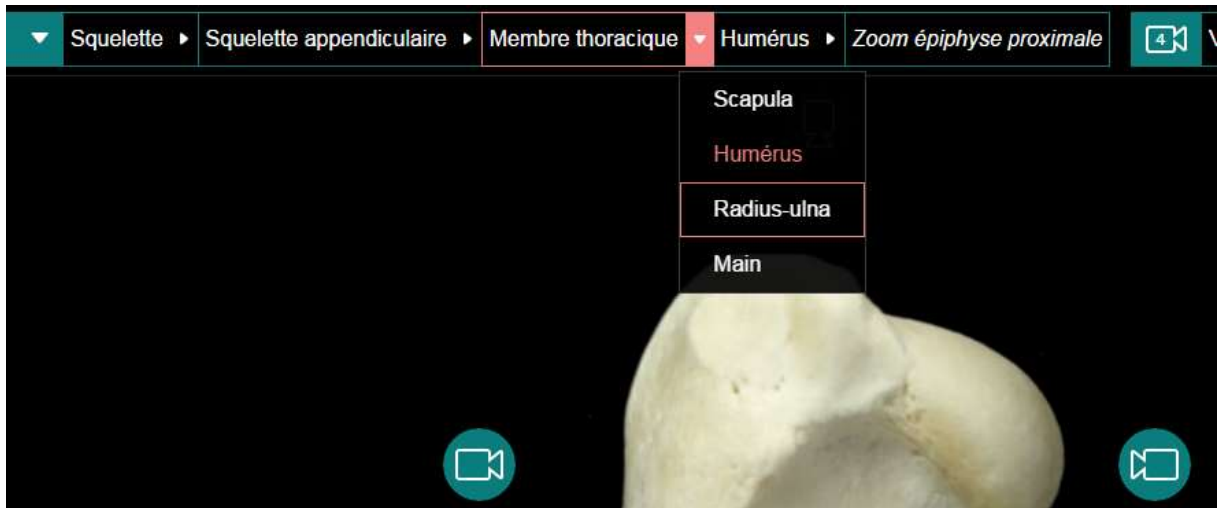 Squelette Squelette appendiculaire Membre thoracique Humérus Zoom épiphyse proximale 4 V
Scapula
Humérus
Radius-ulna
Main